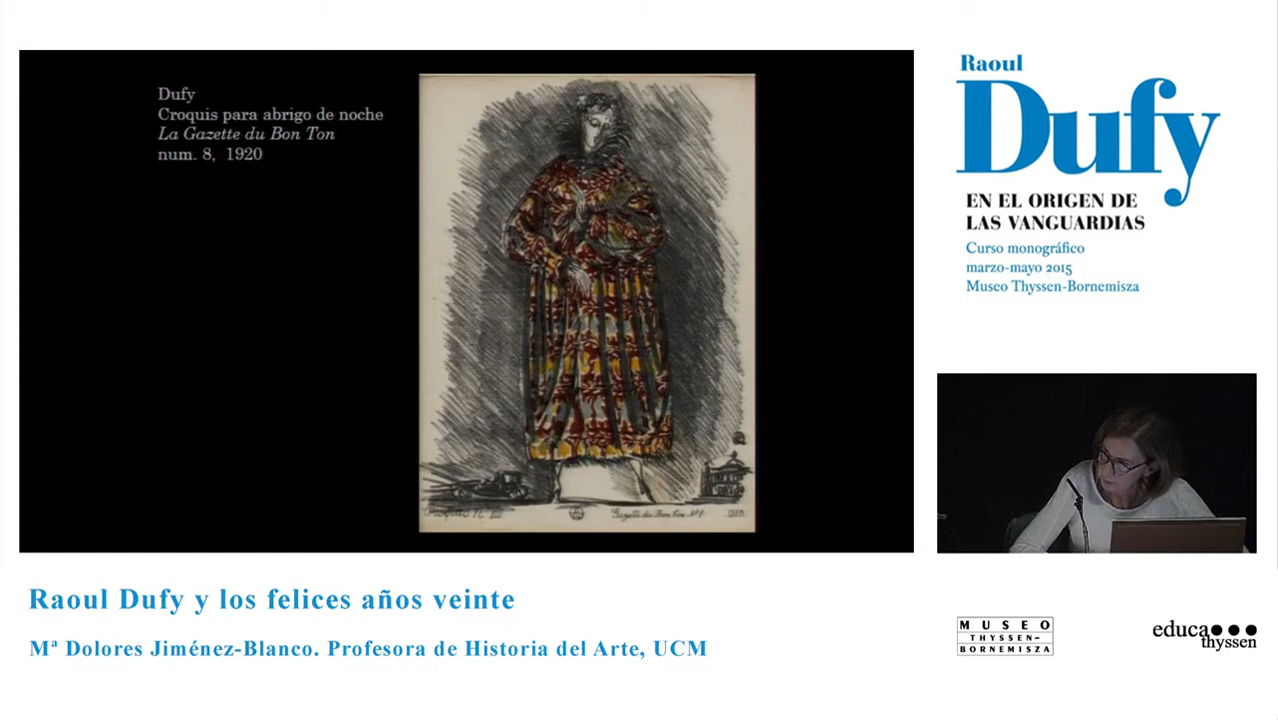 Dufy
Croquis para abrigo de noche
La Gazette du Bon Ton
num. 8, 1920
Raoul
Dufy
EN EL ORIGEN DE
LAS VANGUARDIAS
Curso monográfico
marzo-mayo 2015
Museo Thyssen-Bornemisza
Raoul Dufy y los felices años veinte
Mª Dolores Jiménez-Blanco. Profesora de Historia del Arte, UCM
MUSEO
THYSSEN-
BORNEMISZA
educa
thyssen